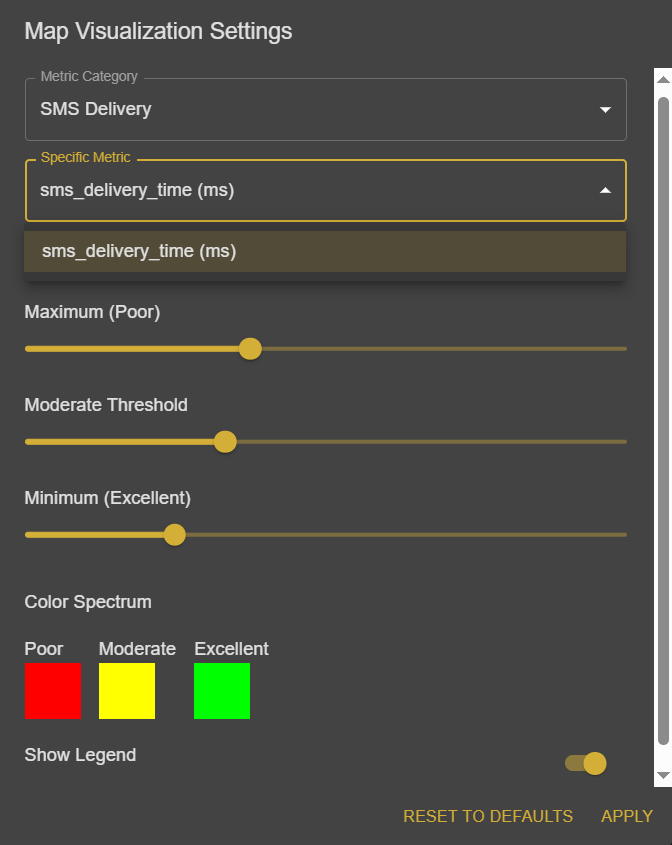 Map Visualization Settings
Metric Category
SMS Delivery
Specific Metric
sms_delivery_time (ms)
sms_delivery_time (ms)
Maximum (Poor)
Moderate Threshold
Minimum (Excellent)
Color Spectrum
Poor Moderate Excellent
Show Legend
RESET TO DEFAULTS APPLY